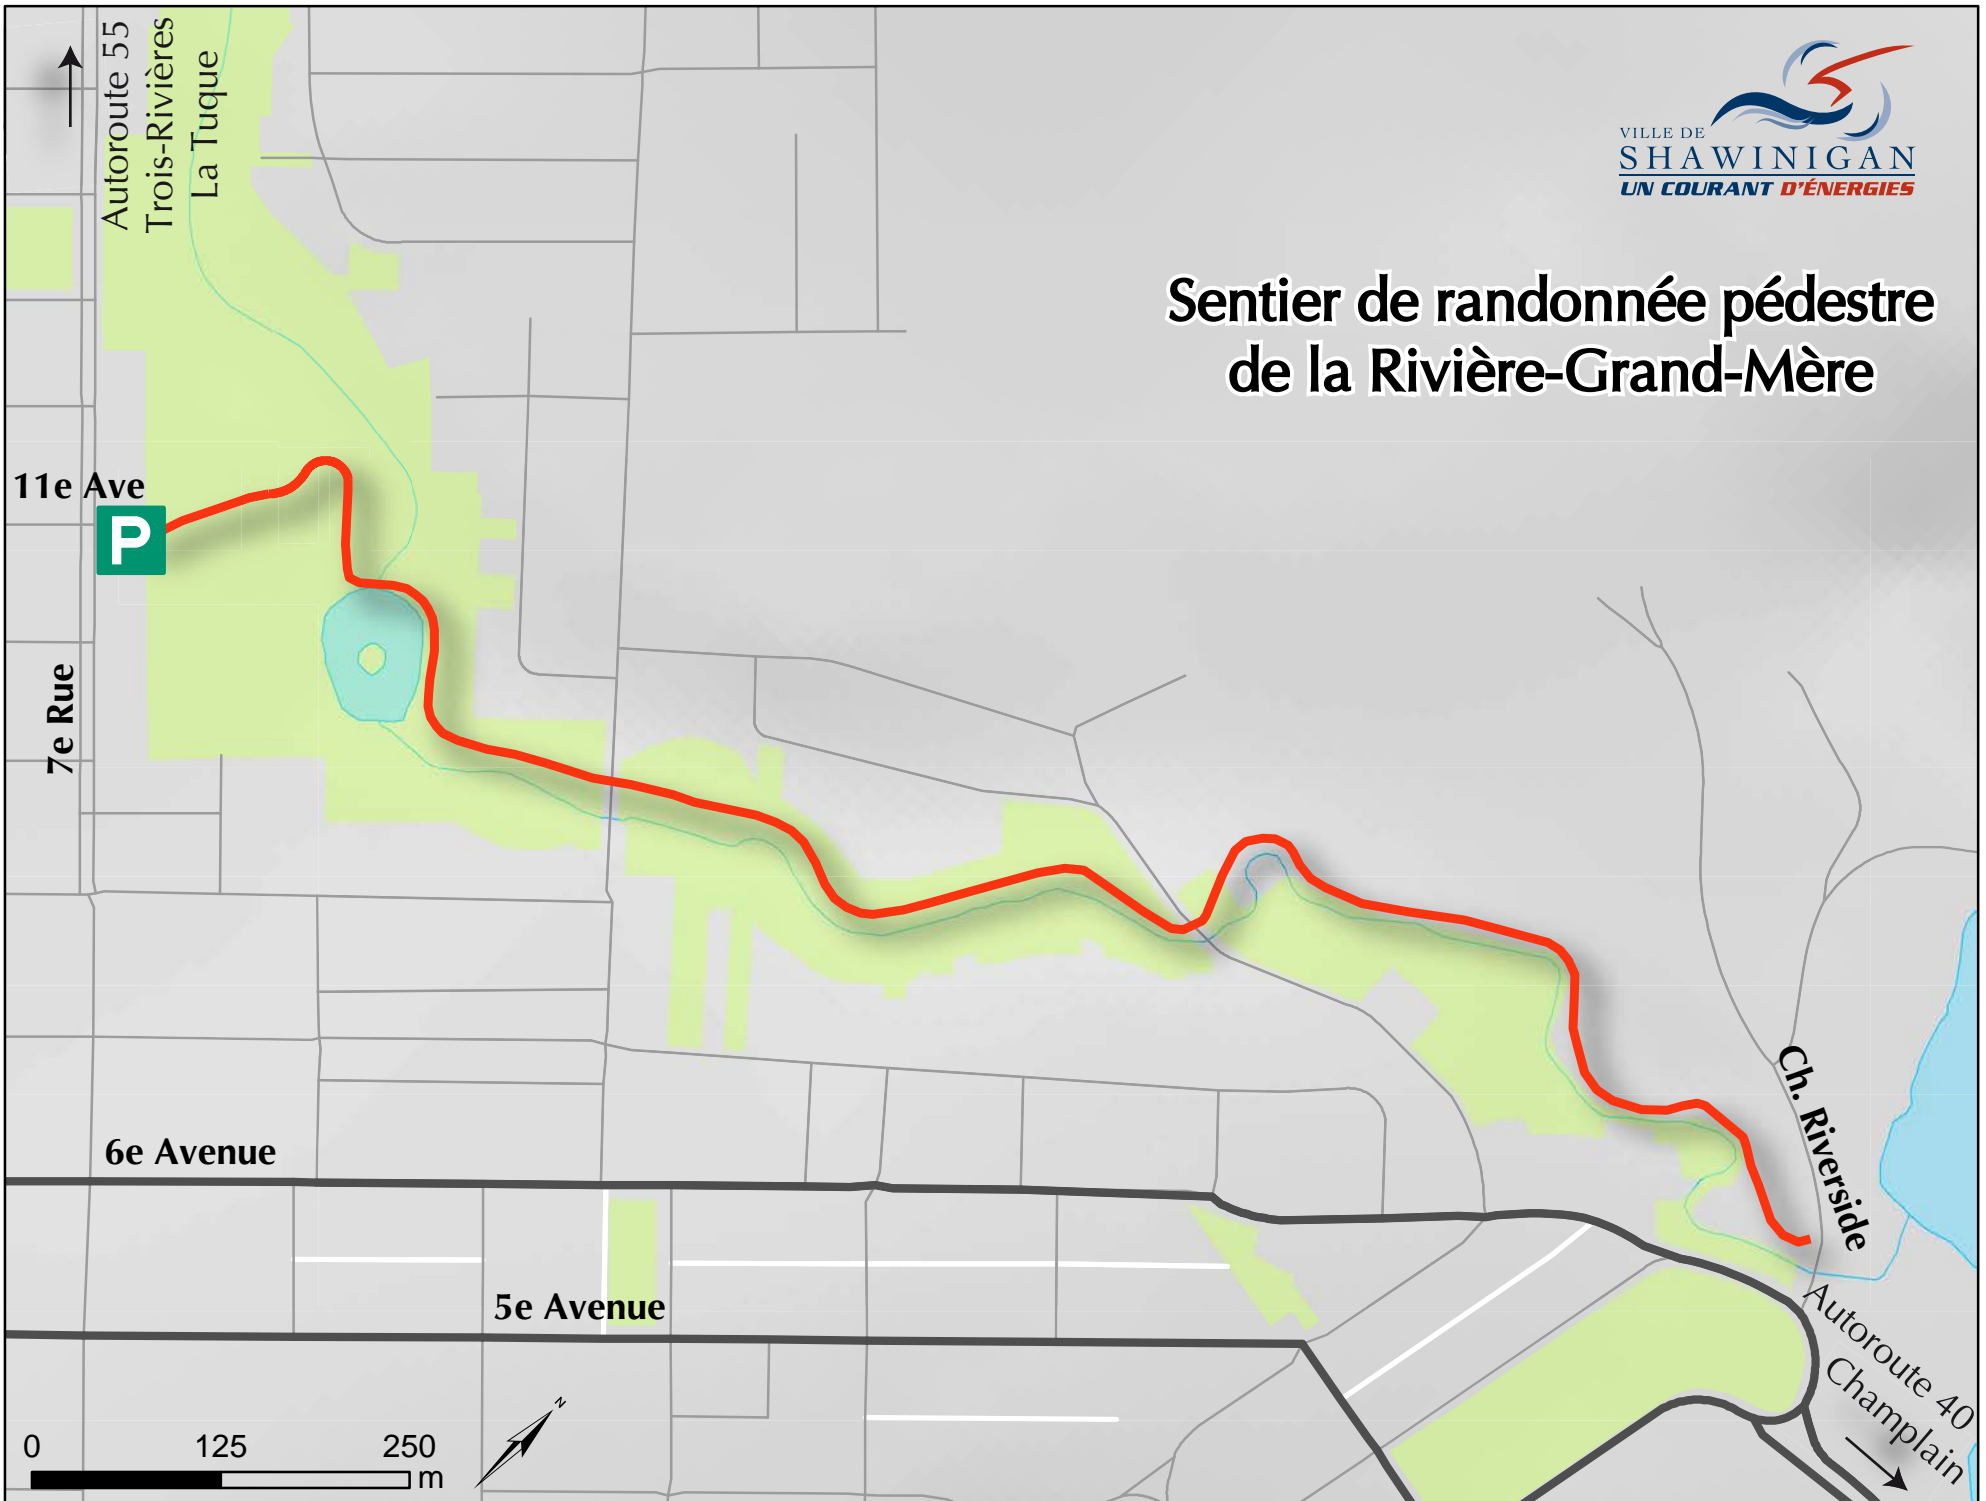 Autoroute 55
Trois-Rivières
La Tuque
VILLE DE
SHAWINIGAN
UN COURANT D'ÉNERGIES
Sentier de randonnée pédestre
de la Rivière-Grand-Mère
11e Ave
P
7e Rue
Ch. Riverside
6e Avenue
5e Avenue
Autoroute 40
Champlain
N
0 125 250
m